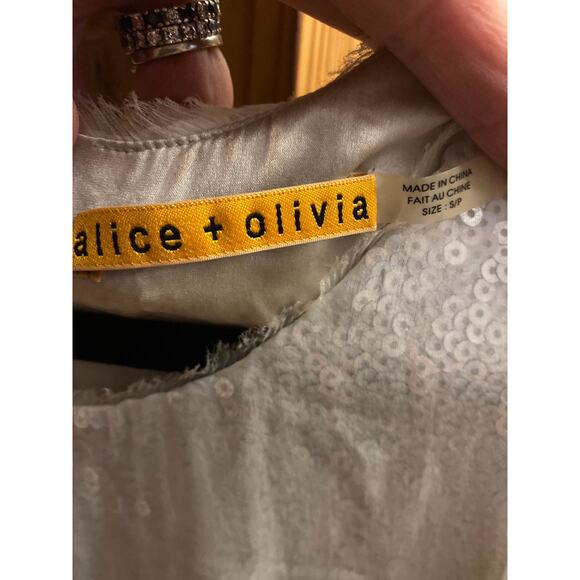 alice + olivia
MADE IN CHINA
FAIT AU CHINE
SIZE : S/P